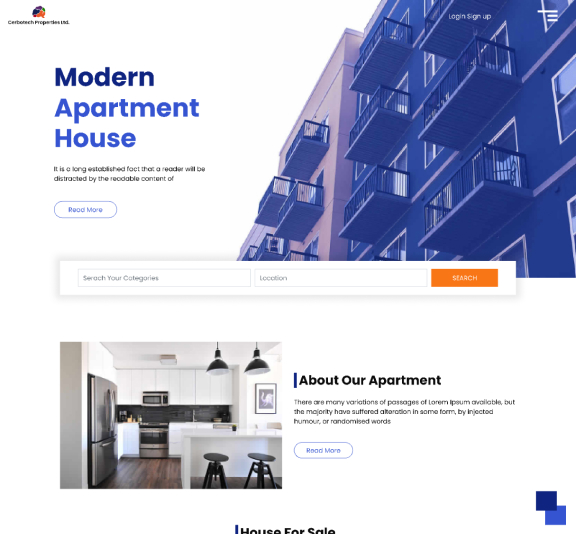 Cerbotech Properties Ltd.
Login Sign up
Modern
Apartment
House
It is a long established fact that a reader will be
distracted by the readable content of
Read More
Serach Your Categories
Location
SEARCH
About Our Apartment
There are many variations of passages of Lorem Ipsum available, but
the majority have suffered alteration in some form, by injected
humour, or randomised words
Read More
House For Sale